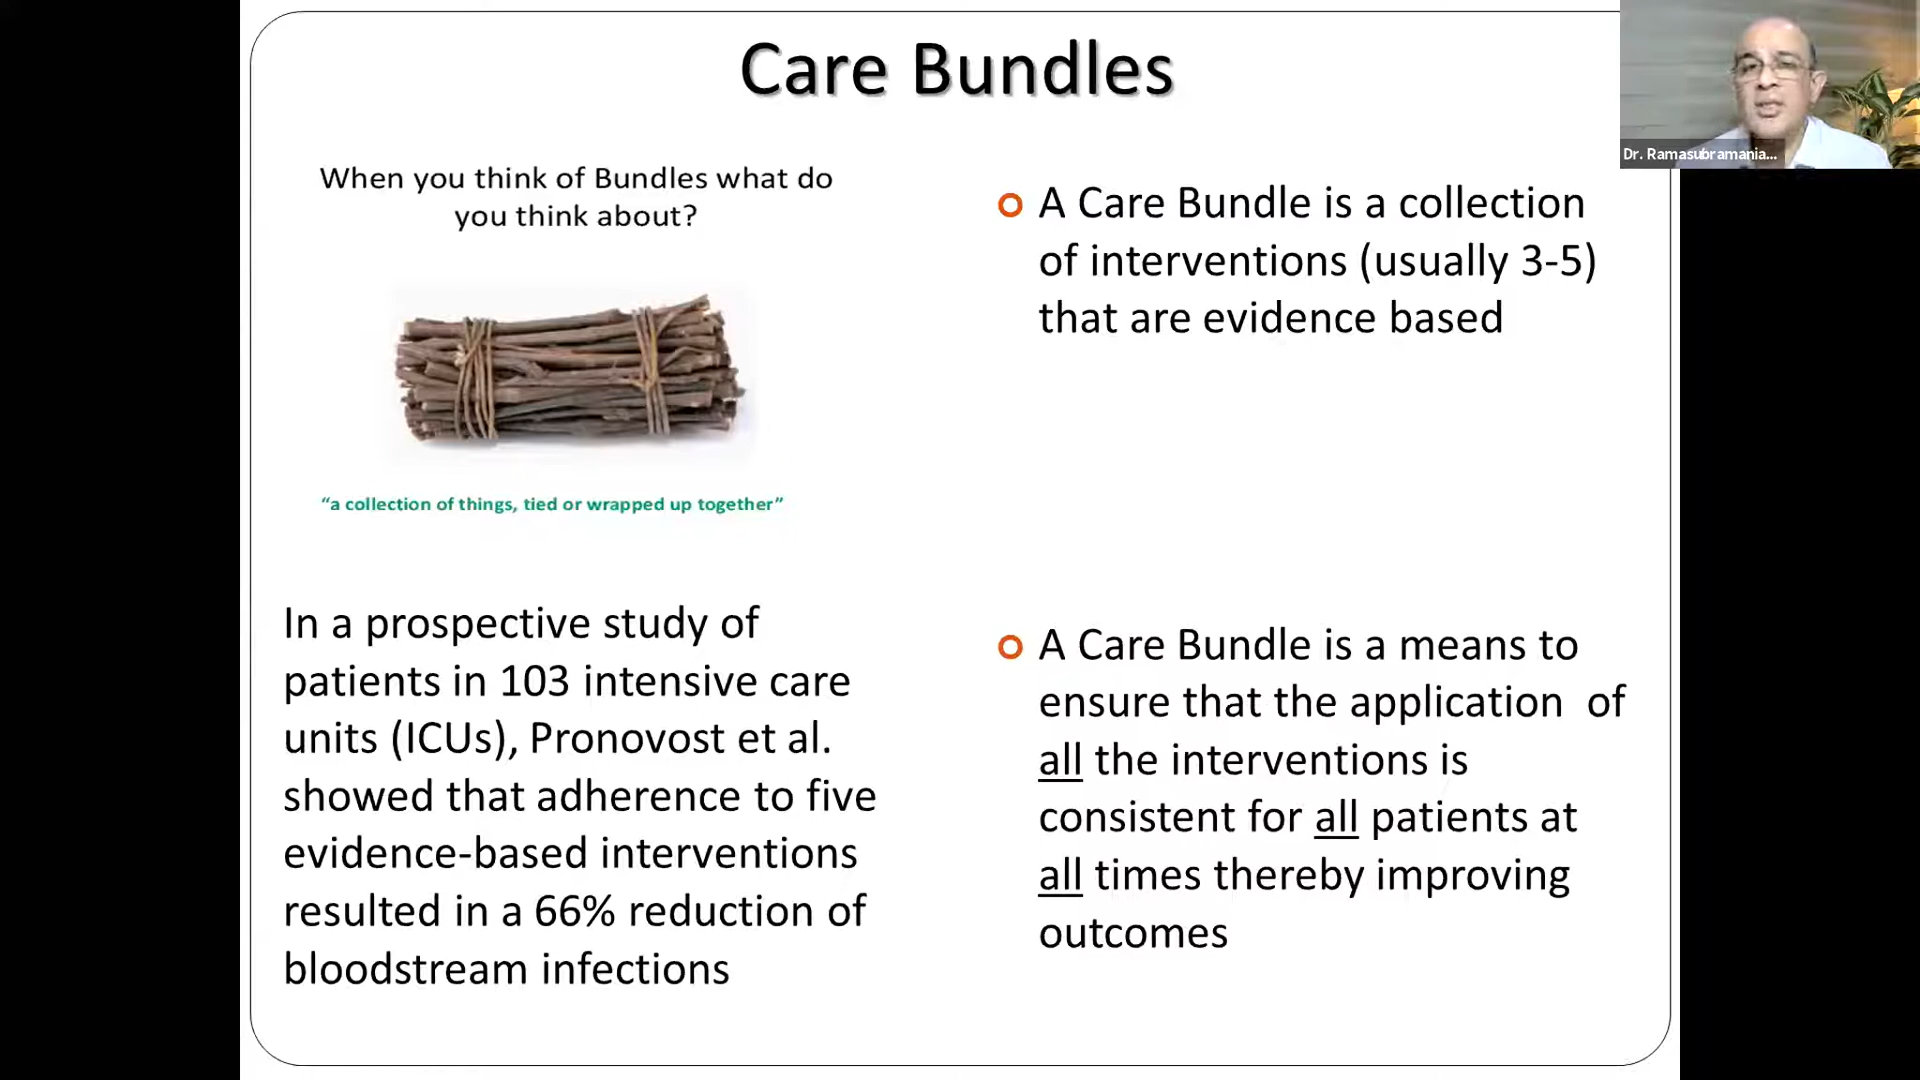 Care Bundles
When you think of Bundles what do
you think about?
“a collection of things, tied or wrapped up together”
In a prospective study of
patients in 103 intensive care
units (ICUs), Pronovost et al.
showed that adherence to five
evidence-based interventions
resulted in a 66% reduction of
bloodstream infections
A Care Bundle is a collection
of interventions (usually 3-5)
that are evidence based
A Care Bundle is a means to
ensure that the application of
all the interventions is
consistent for all patients at
all times thereby improving
outcomes
Dr. Ramasubramania...